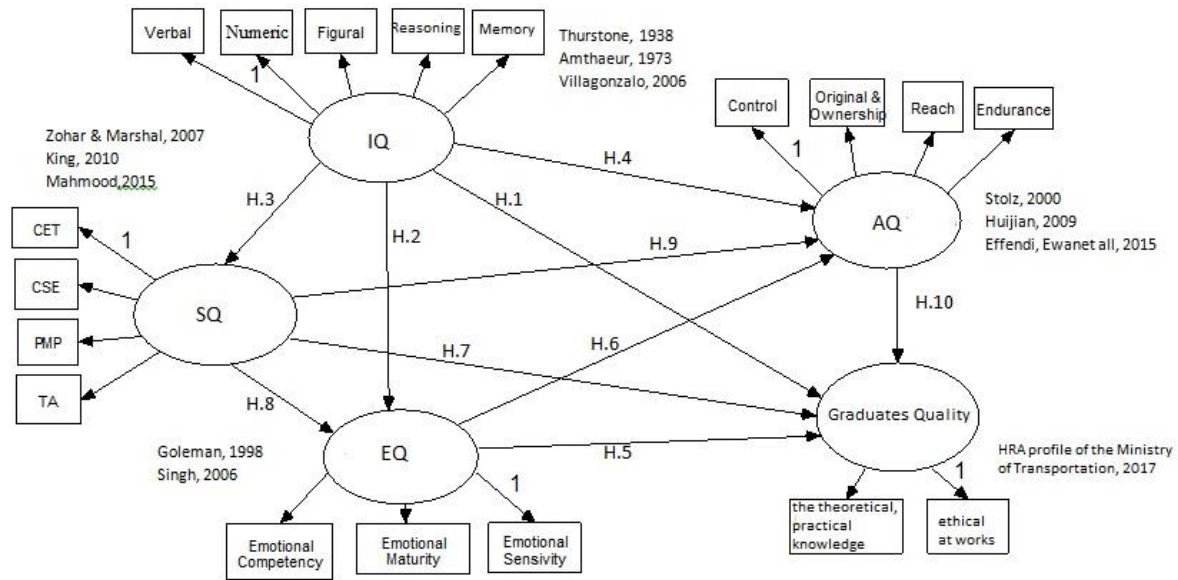 Verbal
Numeric
Figural
Reasoning
Memory
Thurstone, 1938
Amthaeur, 1973
Villagonzalo, 2006
1
IQ
Control
Original &
Ownership
Reach
Endurance
1
AQ
Stolz, 2000
Huijian, 2009
Effendi, Ewanet all, 2015
Zohar & Marshal, 2007
King, 2010
Mahmood,2015
H.4
H.3
H.1
H.2
H.9
CET
CSE
PMP
TA
1
SQ
H.10
H.6
H.7
H.8
Graduates Quality
Goleman, 1998
Singh, 2006
EQ
H.5
1
HRA profile of the Ministry
of Transportation, 2017
1
Emotional
Competency
Emotional
Maturity
Emotional
Sensivity
the theoretical,
practical
knowledge
ethical
at works